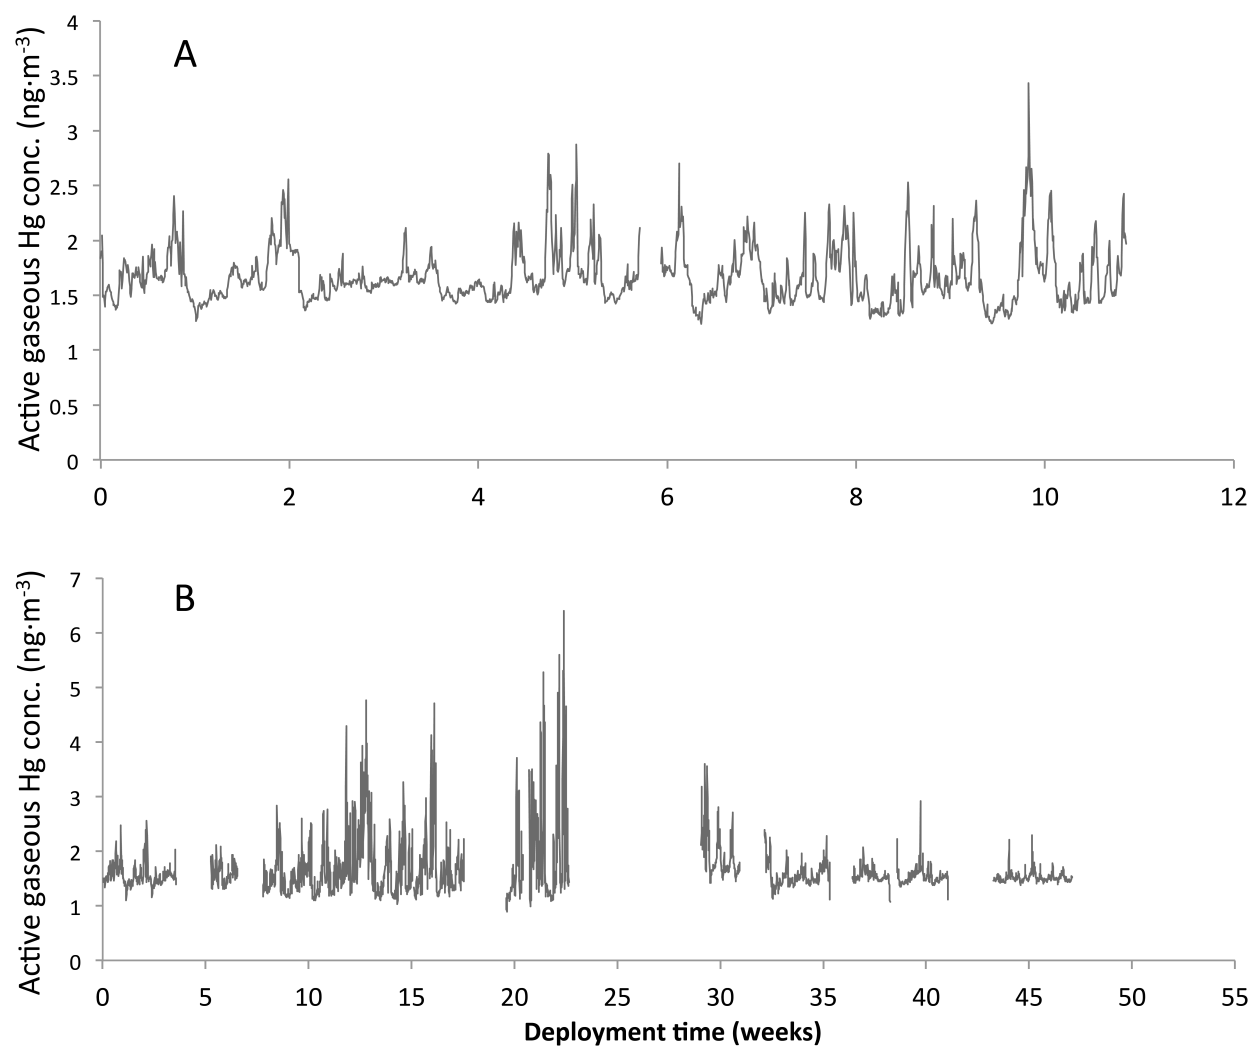 A
Active gaseous Hg conc. (ng·m⁻³)
4
3.5
3
2.5
2
1.5
1
0.5
0
0 2 4 6 8 10 12
B
Active gaseous Hg conc. (ng·m⁻³)
7
6
5
4
3
2
1
0
0 5 10 15 20 25 30 35 40 45 50 55
Deployment time (weeks)